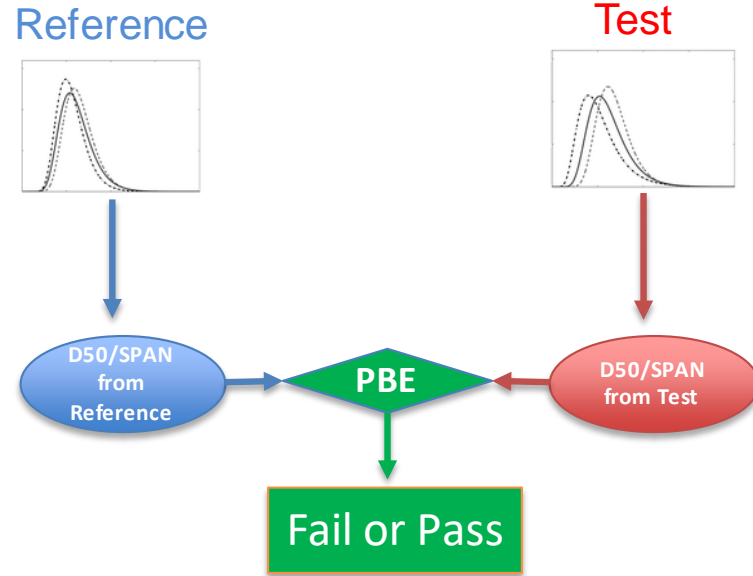 Reference
Test
D50/SPAN
from
Reference
PBE
D50/SPAN
from Test
Fail or Pass